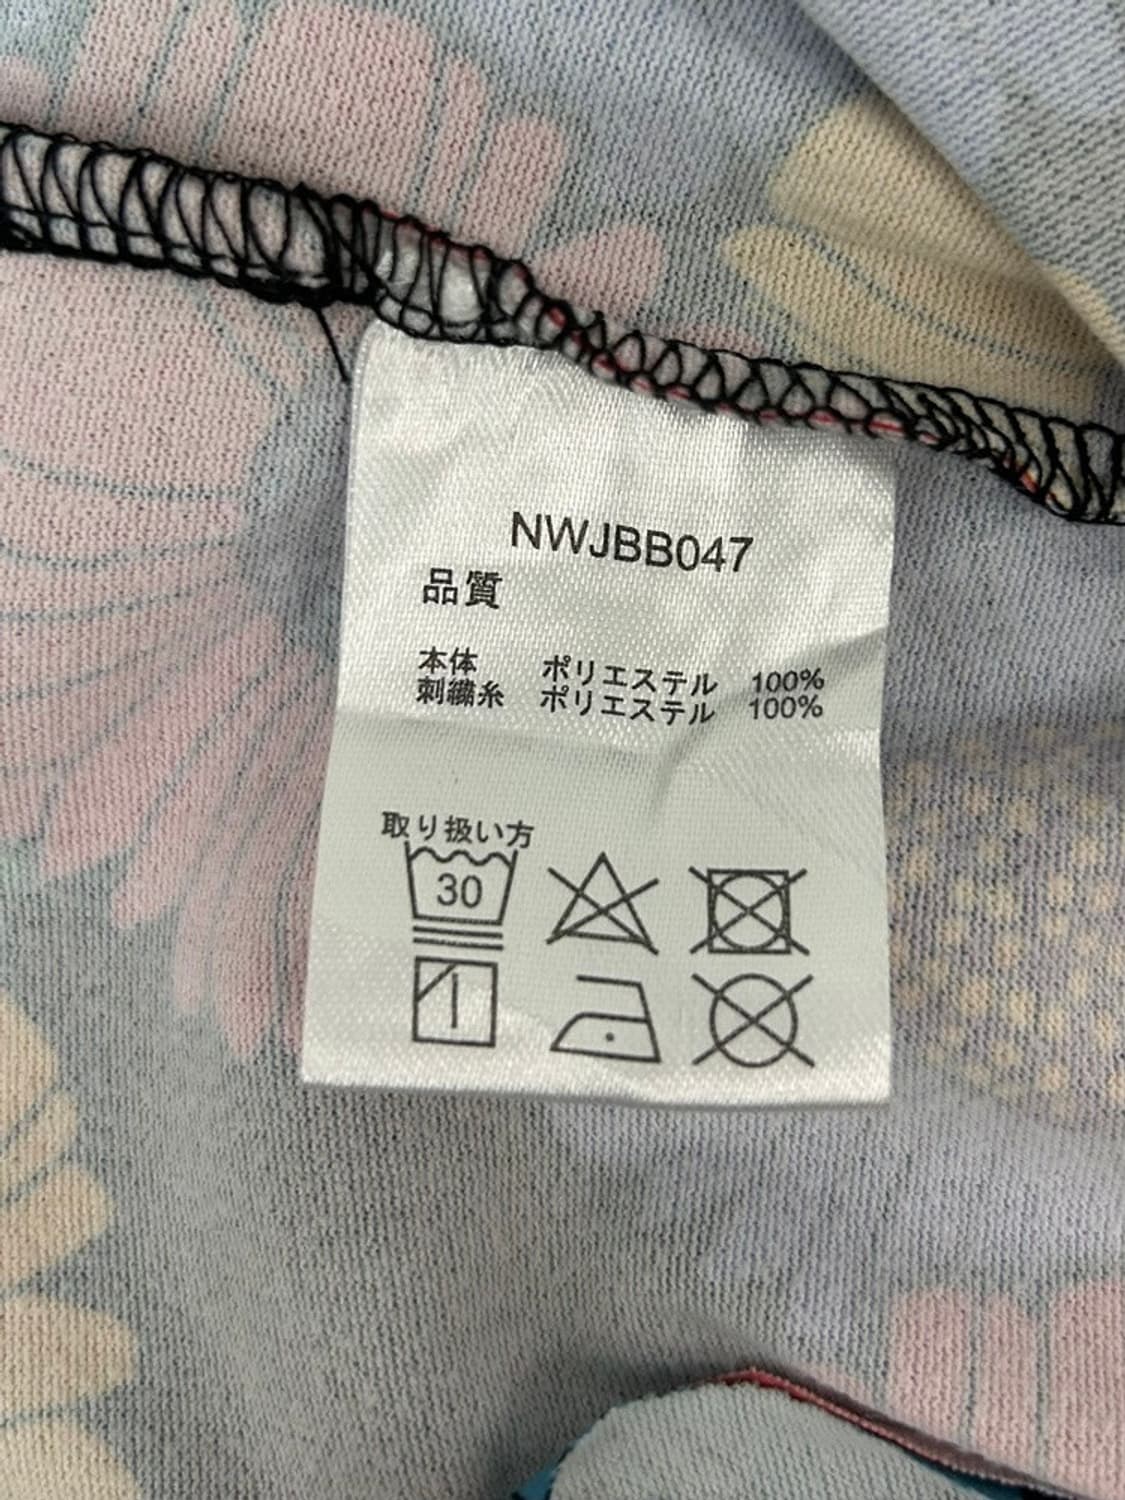 NWJBB047
品質
本体 ポリエステル 100%
刺繍糸 ポリエステル 100%
取り扱い方
30